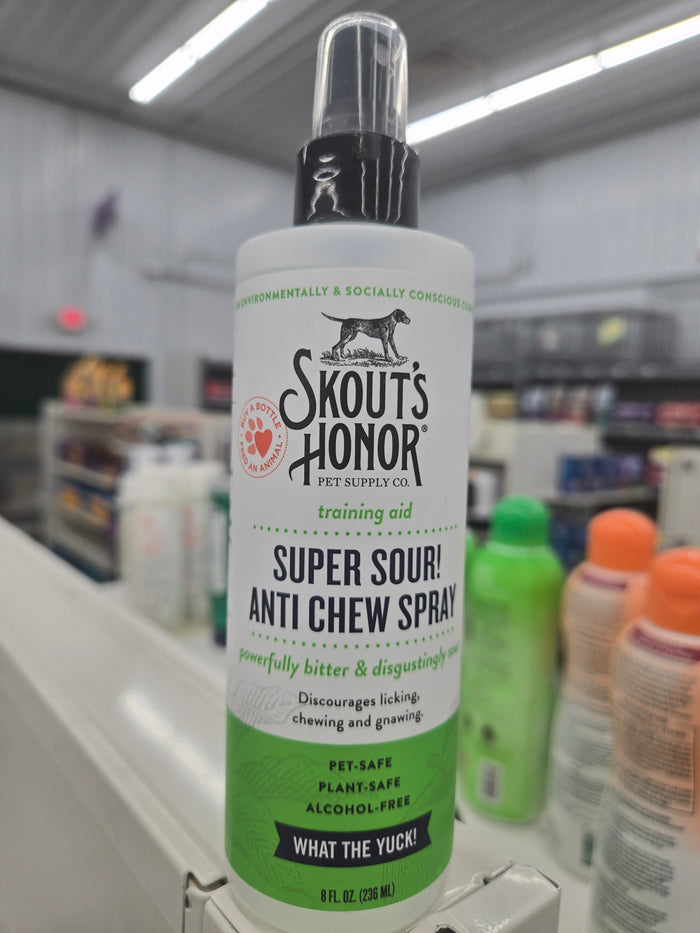 ENVIRONMENTALLY & SOCIALLY CONSCIOUS
SKOUT'S
HONOR®
PET SUPPLY CO.
BUY A BOTTLE
FEED AN ANIMAL
training aid
SUPER SOUR!
ANTI CHEW SPRAY
powerfully bitter & disgustingly
Discourages licking,
chewing and gnawing.
PET-SAFE
PLANT-SAFE
ALCOHOL-FREE
WHAT THE YUCK!
8 FL. OZ. (236 ML)